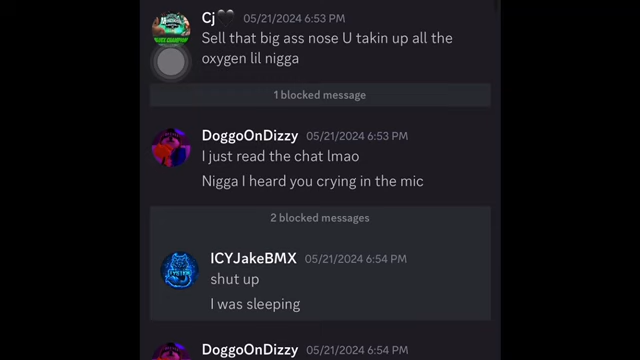 Cj🖤 05/21/2024 6:53 PM
Sell that big ass nose U takin up all the
oxygen lil nigga
1 blocked message
DoggoOnDizzy 05/21/2024 6:53 PM
I just read the chat lmao
Nigga I heard you crying in the mic
2 blocked messages
ICYJakeBMX 05/21/2024 6:54 PM
shut up
I was sleeping
DoggoOnDizzy 05/21/2024 6:54 PM